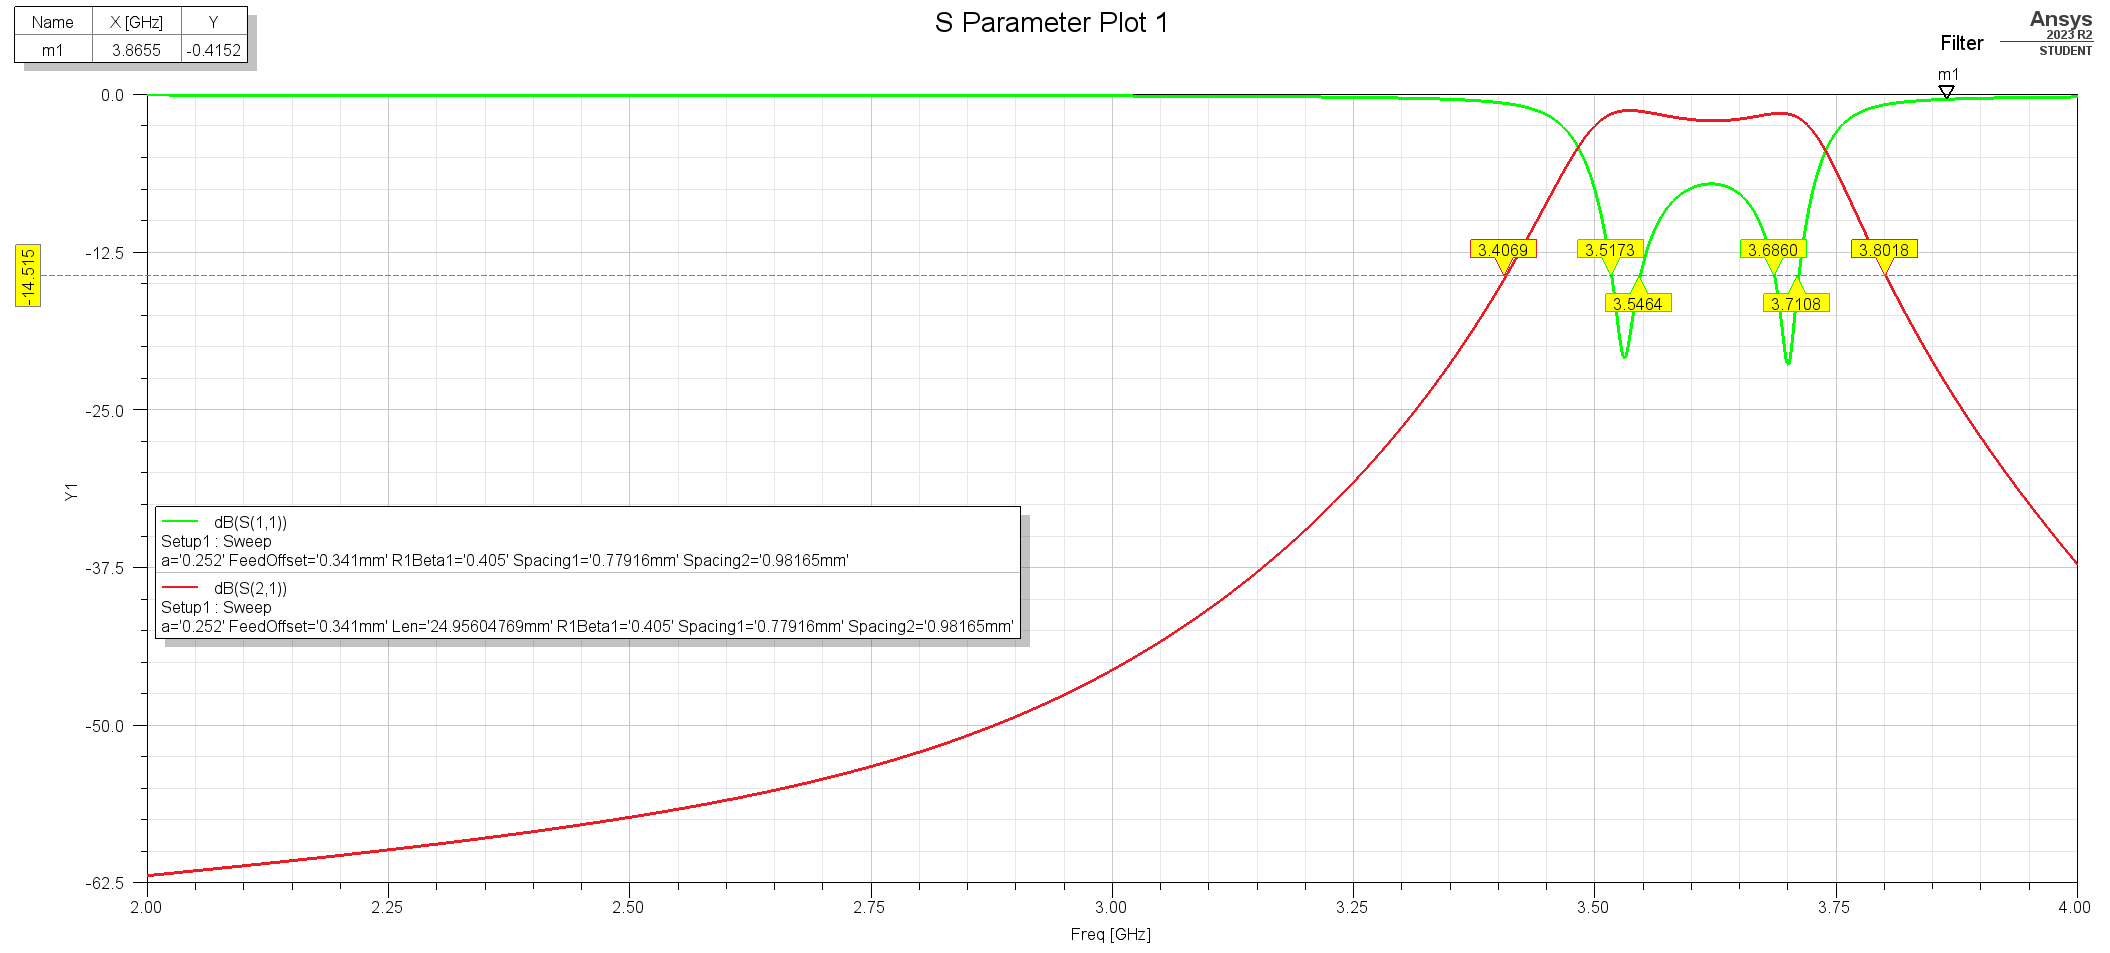 Name X [GHz] Y
m1 3.8655 -0.4152
S Parameter Plot 1
Ansys
2023 R2
STUDENT
Filter
m1
0.0
-12.5
-25.0
-37.5
-50.0
-62.5
-14.515
Y1
3.4069
3.5173
3.6860
3.8018
3.5464
3.7108
dB(S(1,1))
Setup1 : Sweep
a='0.252' FeedOffset='0.341mm' R1Beta1='0.405' Spacing1='0.77916mm' Spacing2='0.98165mm'
dB(S(2,1))
Setup1 : Sweep
a='0.252' FeedOffset='0.341mm' Len='24.95604769mm' R1Beta1='0.405' Spacing1='0.77916mm' Spacing2='0.98165mm'
2.00 2.25 2.50 2.75 3.00 3.25 3.50 3.75 4.00
Freq [GHz]